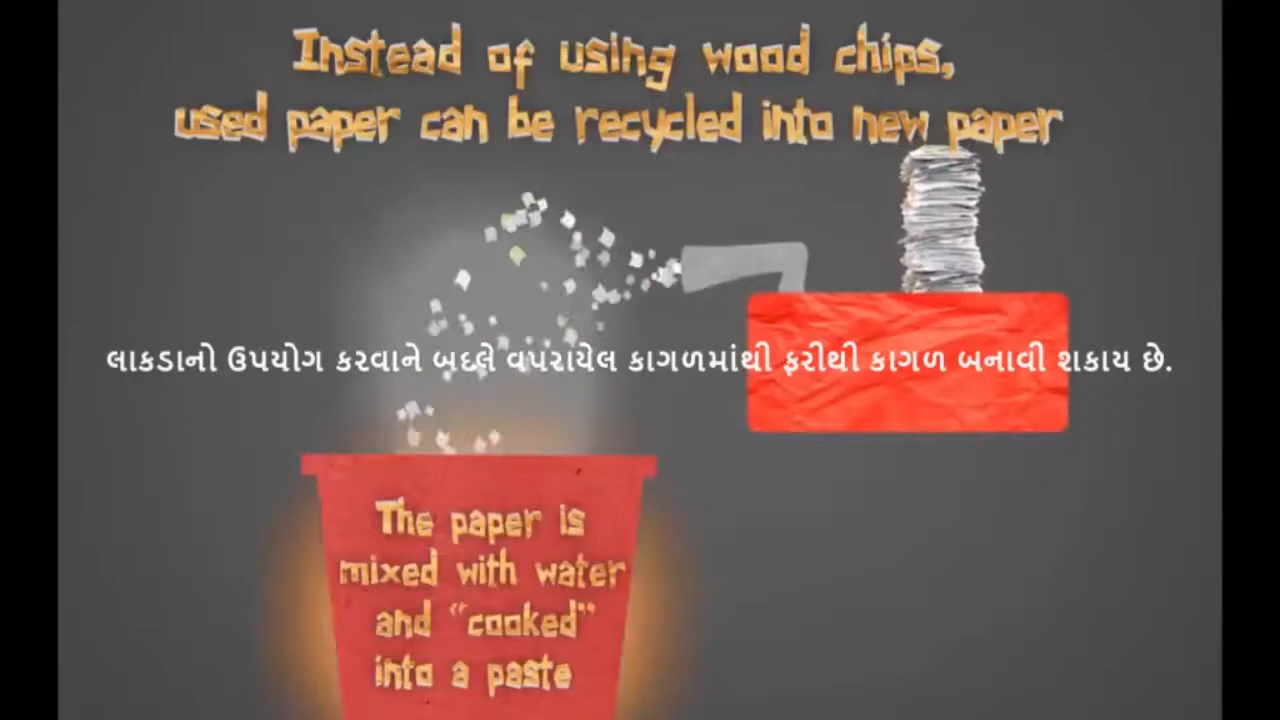 Instead of using wood chips,
used paper can be recycled into new paper
લાકડાનો ઉપયોગ કરવાને બદલે વપરાયેલ કાગળમાંથી ફરીથી કાગળ બનાવી શકાય છે.
The paper is
mixed with water
and “cooked”
into a paste